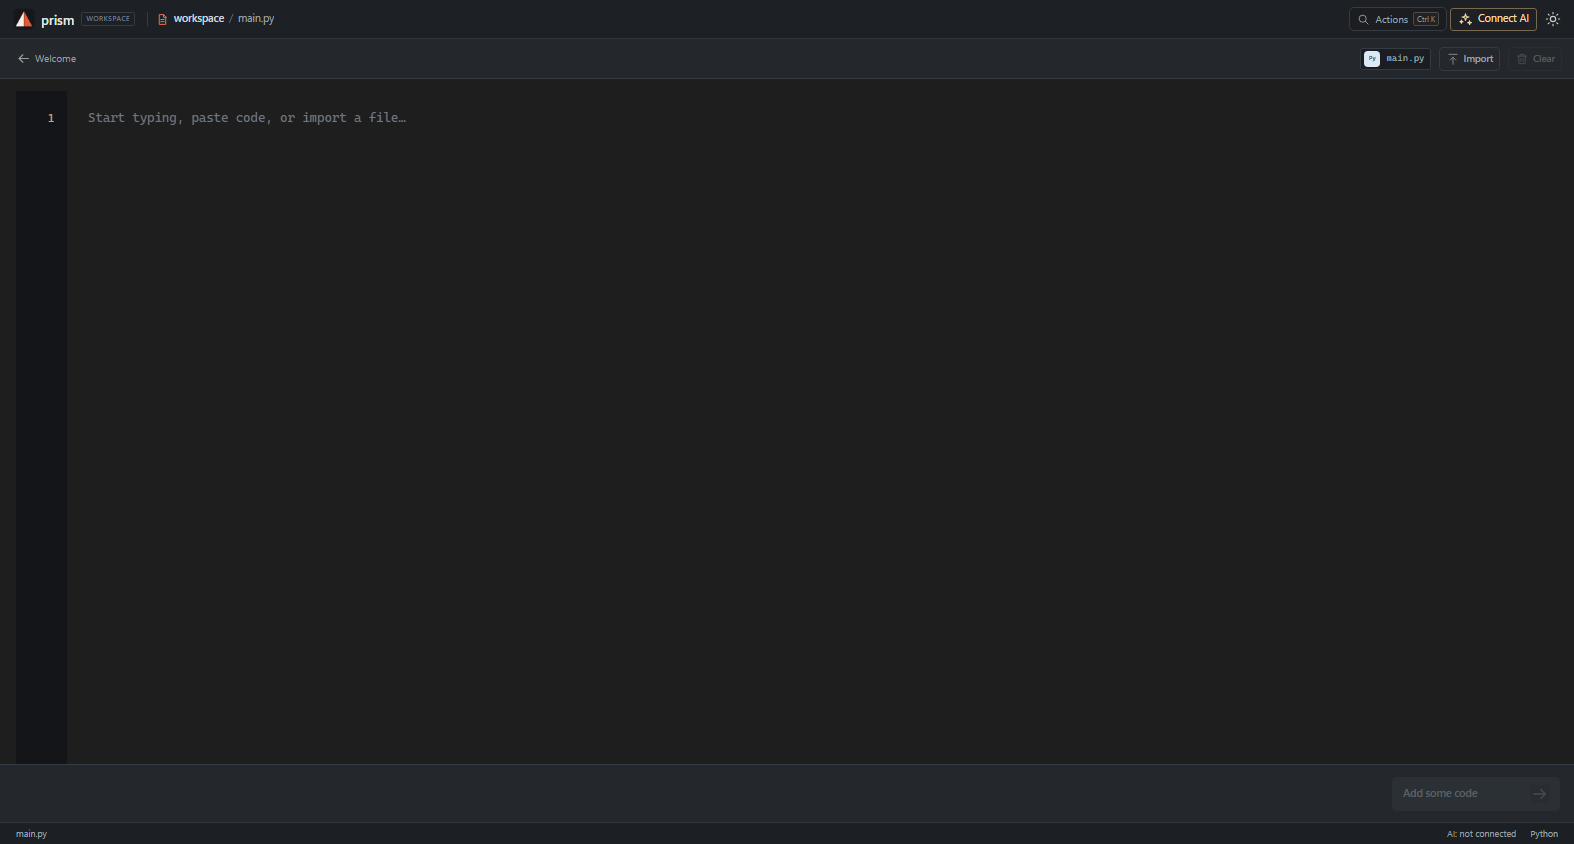 prism WORKSPACE workspace / main.py Actions Ctrl K Connect AI
Welcome Py main.py Import Clear
1 Start typing, paste code, or import a file…
Add some code
main.py AI: not connected Python